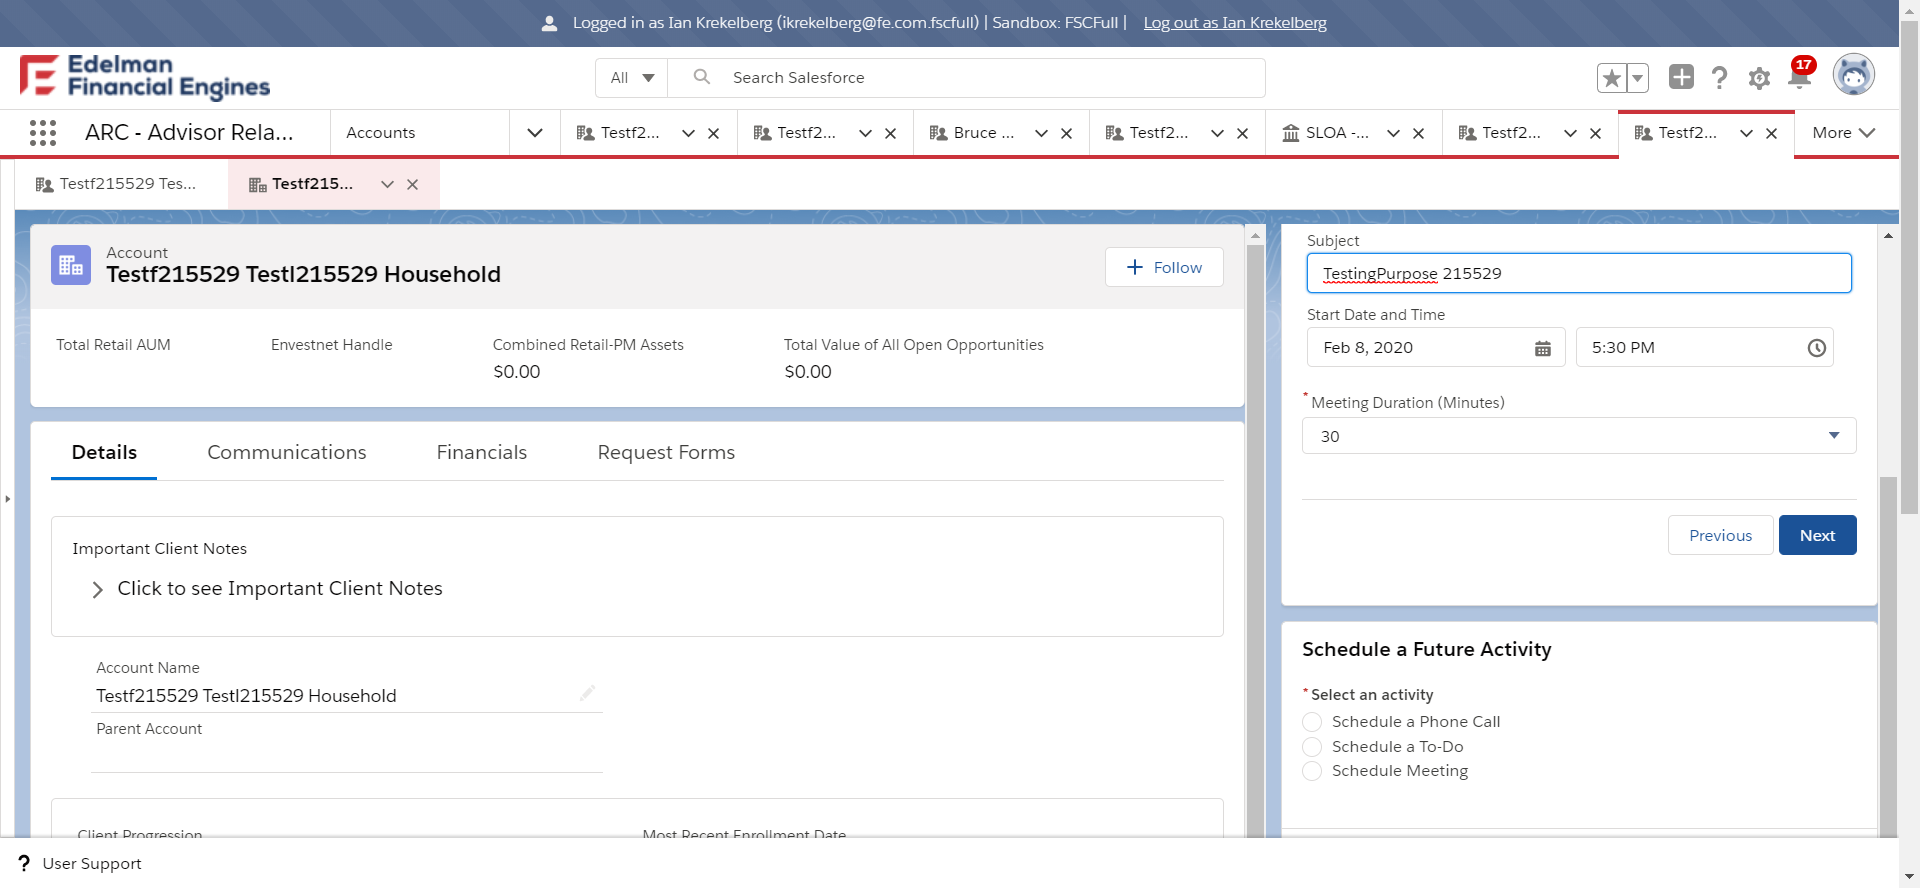 Logged in as Ian Krekelberg (ikrekelberg@fe.com.fscfull) | Sandbox: FSCFull | Log out as Ian Krekelberg
Edelman
Financial Engines
All
Search Salesforce
17
ARC - Advisor Rela...
Accounts
Testf2...
Testf2...
Bruce ...
Testf2...
SLOA -...
Testf2...
Testf2...
More
Testf215529 Tes...
Testf215...
Account
Testf215529 Testl215529 Household
Follow
Total Retail AUM
Envestnet Handle
Combined Retail-PM Assets
$0.00
Total Value of All Open Opportunities
$0.00
Details
Communications
Financials
Request Forms
Important Client Notes
Click to see Important Client Notes
Account Name
Testf215529 Testl215529 Household
Parent Account
Client Progression
Most Recent Enrollment Date
Subject
TestingPurpose 215529
Start Date and Time
Feb 8, 2020
5:30 PM
* Meeting Duration (Minutes)
30
Previous
Next
Schedule a Future Activity
* Select an activity
Schedule a Phone Call
Schedule a To-Do
Schedule Meeting
? User Support